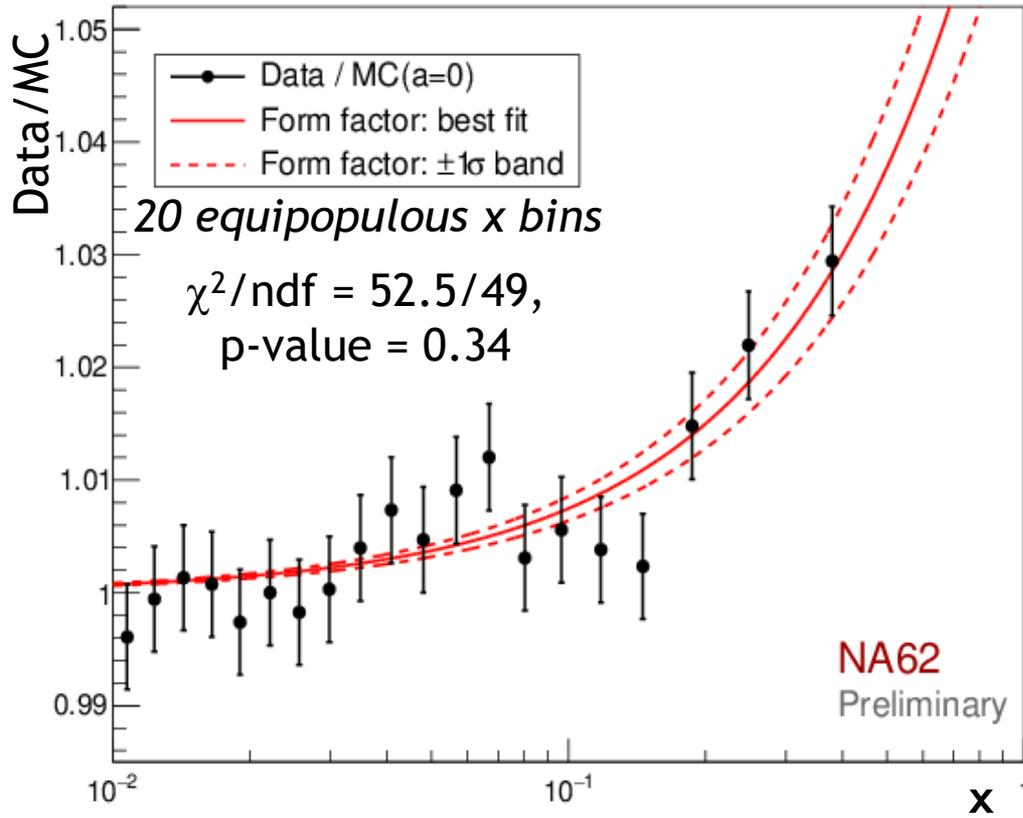 Data/MC
1.05
1.04
1.03
1.02
1.01
1
0.99
Data / MC(a=0)
Form factor: best fit
Form factor: ±1σ band
20 equipopulous x bins
χ²/ndf = 52.5/49,
p-value = 0.34
NA62
Preliminary
10⁻²
10⁻¹
x